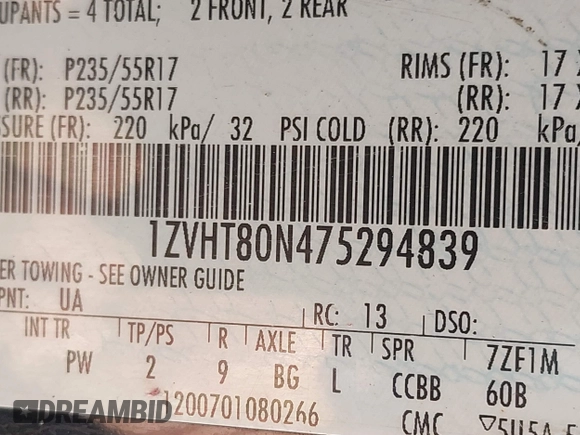 UPANTS = 4 TOTAL; 2 FRONT, 2 REAR
(FR): P235/55R17 RIMS (FR): 17
(RR): P235/55R17 (RR): 17
SSURE (FR): 220 kPa/ 32 PSI COLD (RR): 220 kPa/
1ZVHT80N475294839
ER TOWING - SEE OWNER GUIDE
PNT: UA RC: 13 DSO:
INT TR TP/PS R AXLE TR SPR 7ZF1M
PW 2 9 BG L CCBB 60B
1200701080266 CMC
DREAMBID